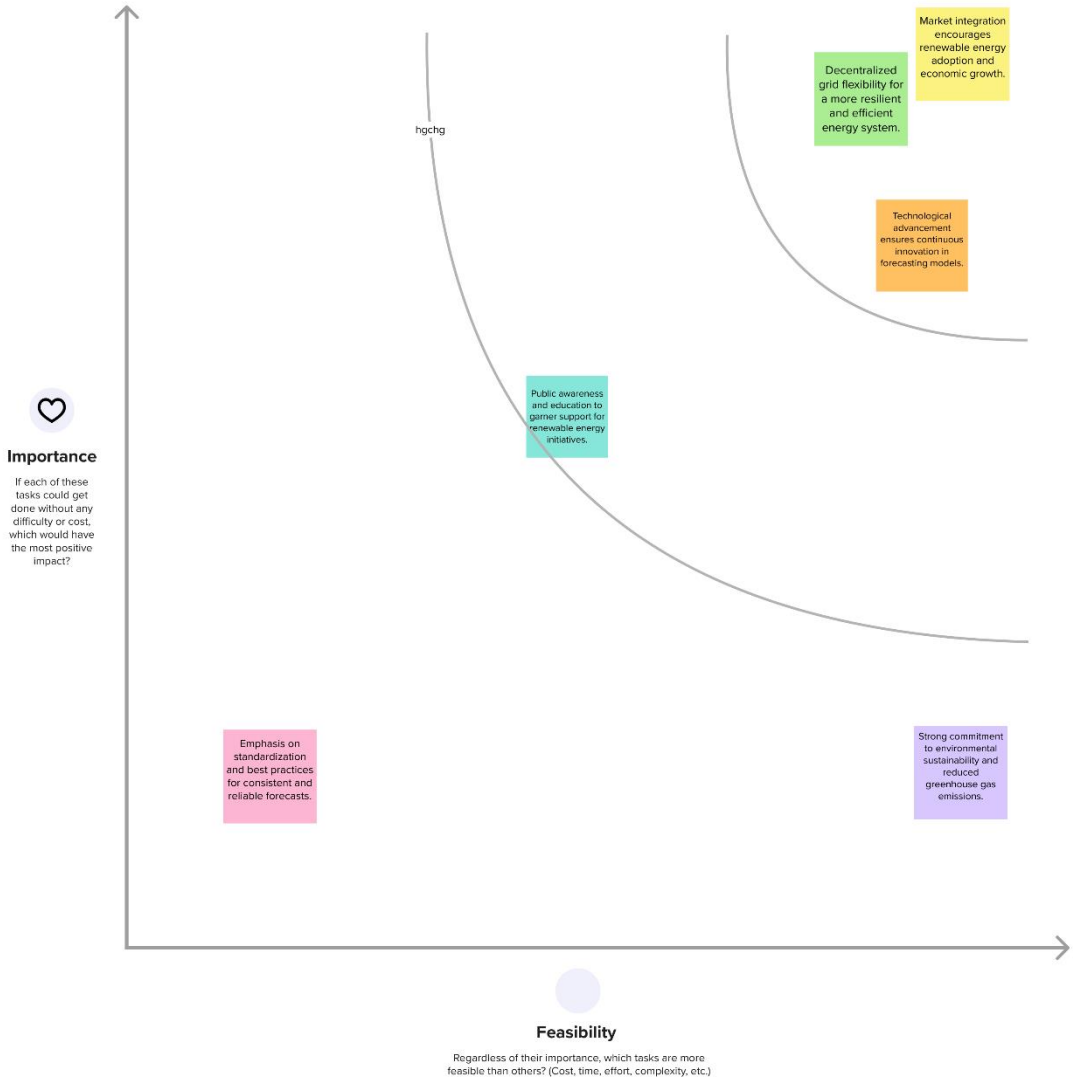 Market integration
encourages
renewable energy
adoption and
economic growth.
Decentralized
grid flexibility for
a more resilient
and efficient
energy system.
hgchg
Technological
advancement
ensures continuous
innovation in
forecasting models.
Public awareness
and education to
garner support for
renewable energy
initiatives.
Importance
If each of these
tasks could get
done without any
difficulty or cost,
which would have
the most positive
impact?
Emphasis on
standardization
and best practices
for consistent and
reliable forecasts.
Strong commitment
to environmental
sustainability and
reduced
greenhouse gas
emissions.
Feasibility
Regardless of their importance, which tasks are more
feasible than others? (Cost, time, effort, complexity, etc.)